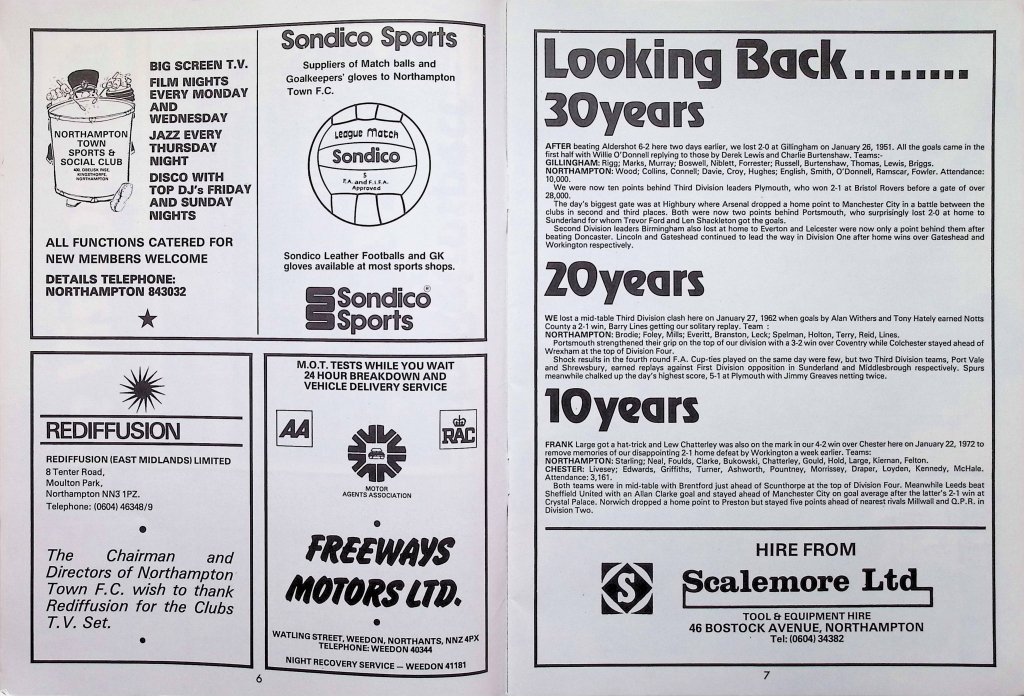 NORTHAMPTON
TOWN
SPORTS &
SOCIAL CLUB
400, OBELISK RISE,
KINGSTHORPE,
NORTHAMPTON
BIG SCREEN T.V.
FILM NIGHTS
EVERY MONDAY
AND
WEDNESDAY
JAZZ EVERY
THURSDAY
NIGHT
DISCO WITH
TOP DJ's FRIDAY
AND SUNDAY
NIGHTS
ALL FUNCTIONS CATERED FOR
NEW MEMBERS WELCOME
DETAILS TELEPHONE:
NORTHAMPTON 843032
Sondico Sports
Suppliers of Match balls and
Goalkeepers' gloves to Northampton
Town F.C.
League Match
Sondico
5
F.A. and F.I.F.A.
Approved
Sondico Leather Footballs and GK
gloves available at most sports shops.
Sondico®
Sports
REDIFFUSION
REDIFFUSION (EAST MIDLANDS) LIMITED
8 Tenter Road,
Moulton Park,
Northampton NN3 1PZ.
Telephone: (0604) 46348/9
The Chairman and
Directors of Northampton
Town F.C. wish to thank
Rediffusion for the Clubs
T.V. Set.
M.O.T. TESTS WHILE YOU WAIT
24 HOUR BREAKDOWN AND
VEHICLE DELIVERY SERVICE
AA
RAC
MOTOR
AGENTS ASSOCIATION
FREEWAYS
MOTORS LTD.
WATLING STREET, WEEDON, NORTHANTS, NNZ 4PX
TELEPHONE: WEEDON 40344
NIGHT RECOVERY SERVICE — WEEDON 41181
6
Looking Back........
30years
AFTER beating Aldershot 6-2 here two days earlier, we lost 2-0 at Gillingham on January 26, 1951. All the goals came in the
first half with Willie O'Donnell replying to those by Derek Lewis and Charlie Burtenshaw. Teams:-
GILLINGHAM: Rigg; Marks, Murray; Boswell, Niblett, Forrester; Russell, Burtenshaw, Thomas, Lewis, Briggs.
NORTHAMPTON: Wood; Collins, Connell; Davie, Croy, Hughes; English, Smith, O'Donnell, Ramscar, Fowler. Attendance:
10,000.
We were now ten points behind Third Division leaders Plymouth, who won 2-1 at Bristol Rovers before a gate of over
28,000.
The day's biggest gate was at Highbury where Arsenal dropped a home point to Manchester City in a battle between the
clubs in second and third places. Both were now two points behind Portsmouth, who surprisingly lost 2-0 at home to
Sunderland for whom Trevor Ford and Len Shackleton got the goals.
Second Division leaders Birmingham also lost at home to Everton and Leicester were now only a point behind them after
beating Doncaster. Lincoln and Gateshead continued to lead the way in Division One after home wins over Gateshead and
Workington respectively.
20years
WE lost a mid-table Third Division clash here on January 27, 1962 when goals by Alan Withers and Tony Hately earned Notts
County a 2-1 win, Barry Lines getting our solitary replay. Team :
NORTHAMPTON: Brodie; Foley, Mills; Everitt, Branston, Leck; Spelman, Holton, Terry, Reid, Lines.
Portsmouth strengthened their grip on the top of our division with a 3-2 win over Coventry while Colchester stayed ahead of
Wrexham at the top of Division Four.
Shock results in the fourth round F.A. Cup-ties played on the same day were few, but two Third Division teams, Port Vale
and Shrewsbury, earned replays against First Division opposition in Sunderland and Middlesbrough respectively. Spurs
meanwhile chalked up the day's highest score, 5-1 at Plymouth with Jimmy Greaves netting twice.
10years
FRANK Large got a hat-trick and Lew Chatterley was also on the mark in our 4-2 win over Chester here on January 22, 1972 to
remove memories of our disappointing 2-1 home defeat by Workington a week earlier. Teams:
NORTHAMPTON: Starling; Neal, Foulds, Clarke, Bukowski, Chatterley, Gould, Hold, Large, Kiernan, Felton.
CHESTER: Livesey; Edwards, Griffiths, Turner, Ashworth, Pountney, Morrissey, Draper, Loyden, Kennedy, McHale.
Attendance: 3,161.
Both teams were in mid-table with Brentford just ahead of Scunthorpe at the top of Division Four. Meanwhile Leeds beat
Sheffield United with an Allan Clarke goal and stayed ahead of Manchester City on goal average after the latter's 2-1 win at
Crystal Palace. Norwich dropped a home point to Preston but stayed five points ahead of nearest rivals Millwall and Q.P.R. in
Division Two.
HIRE FROM
S
Scalemore Ltd
TOOL & EQUIPMENT HIRE
46 BOSTOCK AVENUE, NORTHAMPTON
Tel: (0604) 34382
7